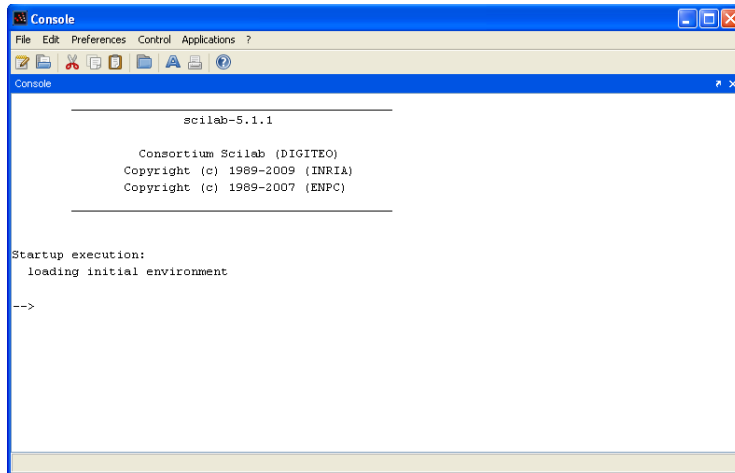 Console
File Edit Preferences Control Applications ?
Console
scilab-5.1.1
Consortium Scilab (DIGITEO)
Copyright (c) 1989-2009 (INRIA)
Copyright (c) 1989-2007 (ENPC)
Startup execution:
loading initial environment
-->